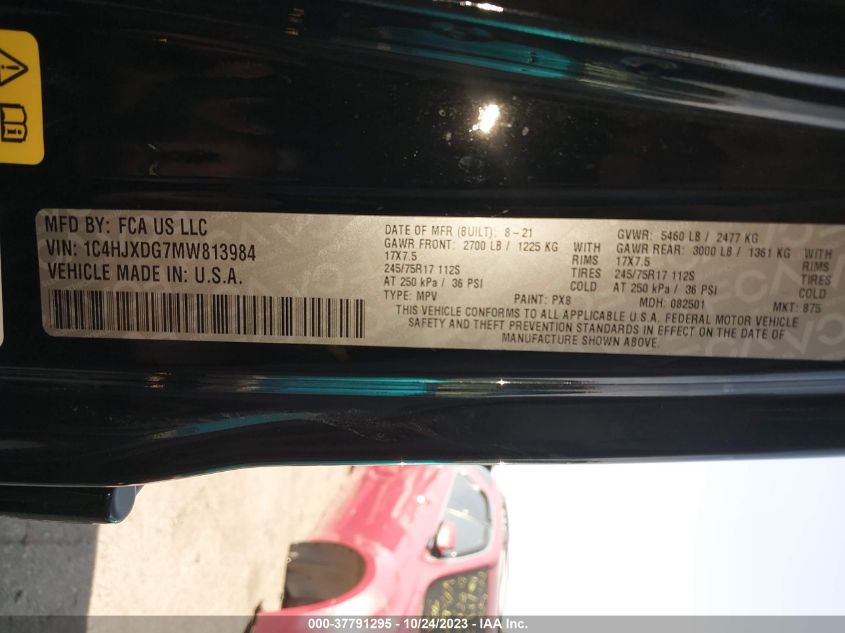 MFD BY: FCA US LLC
VIN: 1C4HJXDG7MW813984
VEHICLE MADE IN: U.S.A.
DATE OF MFR (BUILT): 8-21
GVWR: 5460 LB / 2477 KG
GAWR FRONT: 2700 LB / 1225 KG WITH
GAWR REAR: 3000 LB / 1361 KG WITH
17X7.5 RIMS
17X7.5 RIMS
245/75R17 112S TIRES
245/75R17 112S TIRES
AT 250 kPa / 36 PSI COLD
AT 250 kPa / 36 PSI COLD
TYPE: MPV PAINT: PX8 MDH: 082501 MKT: 875
THIS VEHICLE CONFORMS TO ALL APPLICABLE U.S.A. FEDERAL MOTOR VEHICLE
SAFETY AND THEFT PREVENTION STANDARDS IN EFFECT ON THE DATE OF
MANUFACTURE SHOWN ABOVE.
000-37791295 - 10/24/2023 - IAA Inc.